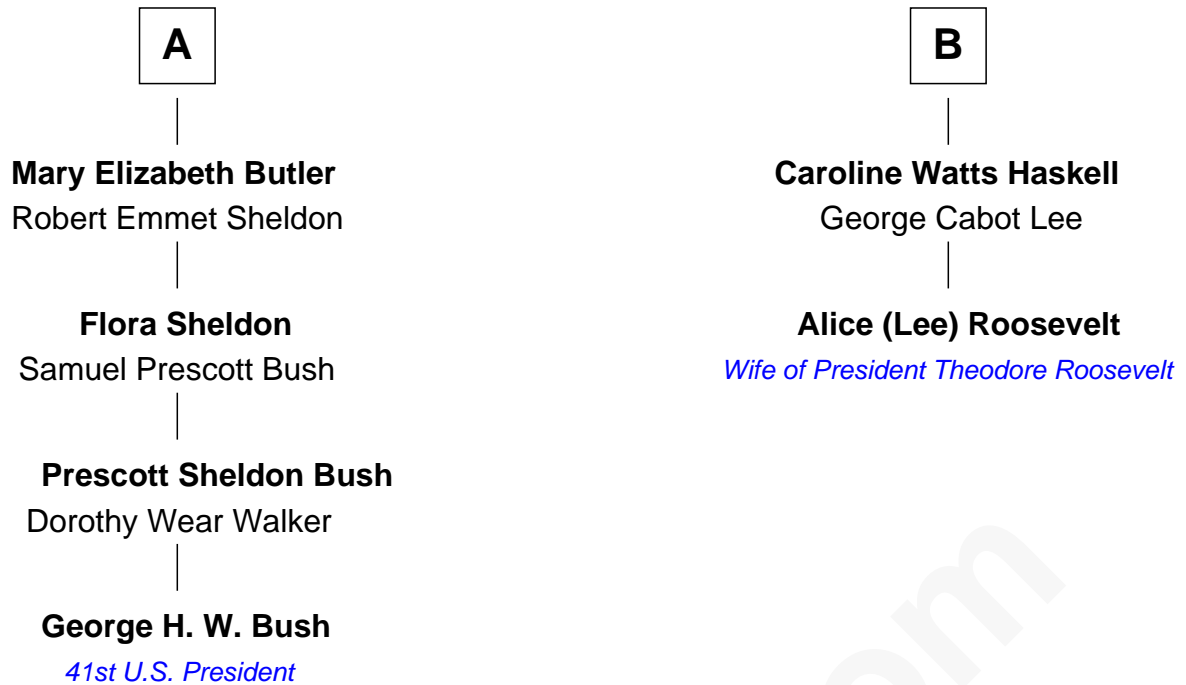 A
Mary Elizabeth Butler
Robert Emmet Sheldon
Flora Sheldon
Samuel Prescott Bush
Prescott Sheldon Bush
Dorothy Wear Walker
George H. W. Bush
41st U.S. President
B
Caroline Watts Haskell
George Cabot Lee
Alice (Lee) Roosevelt
Wife of President Theodore Roosevelt
om